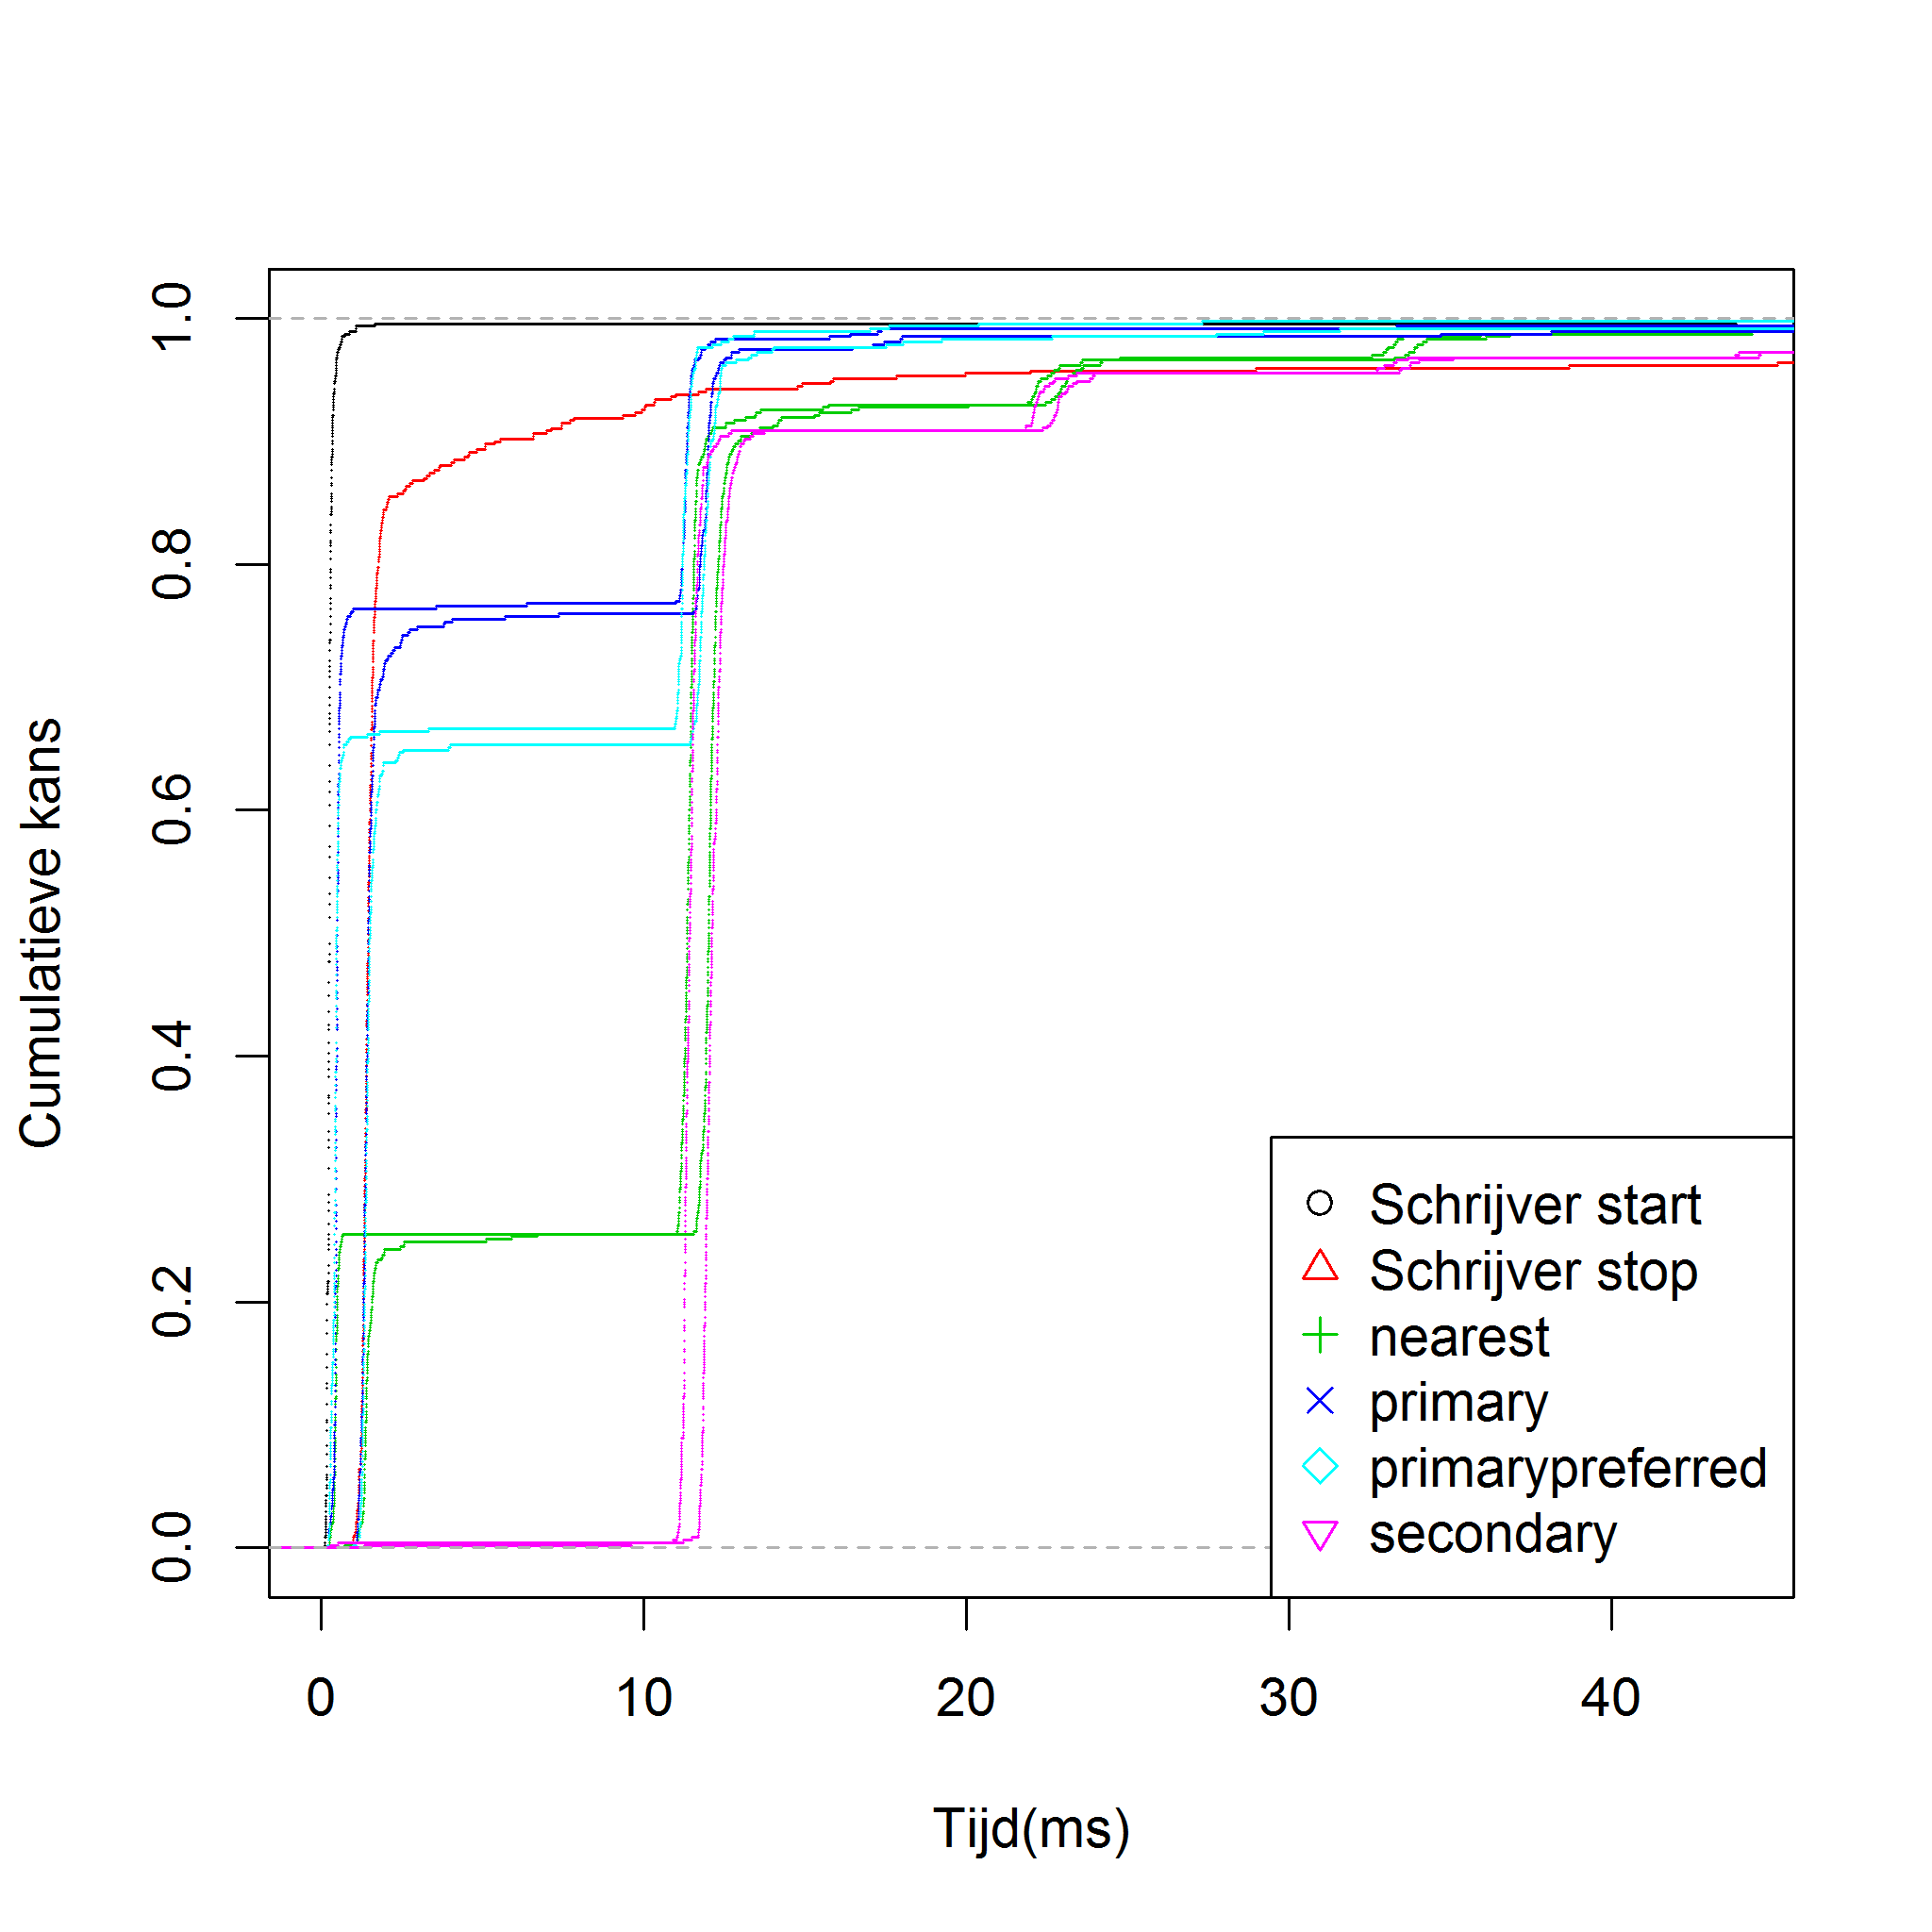 Cumulatieve kans
1.0
0.8
0.6
0.4
0.2
0.0
Schrijver start
Schrijver stop
nearest
primary
primarypreferred
secondary
0 10 20 30 40
Tijd(ms)